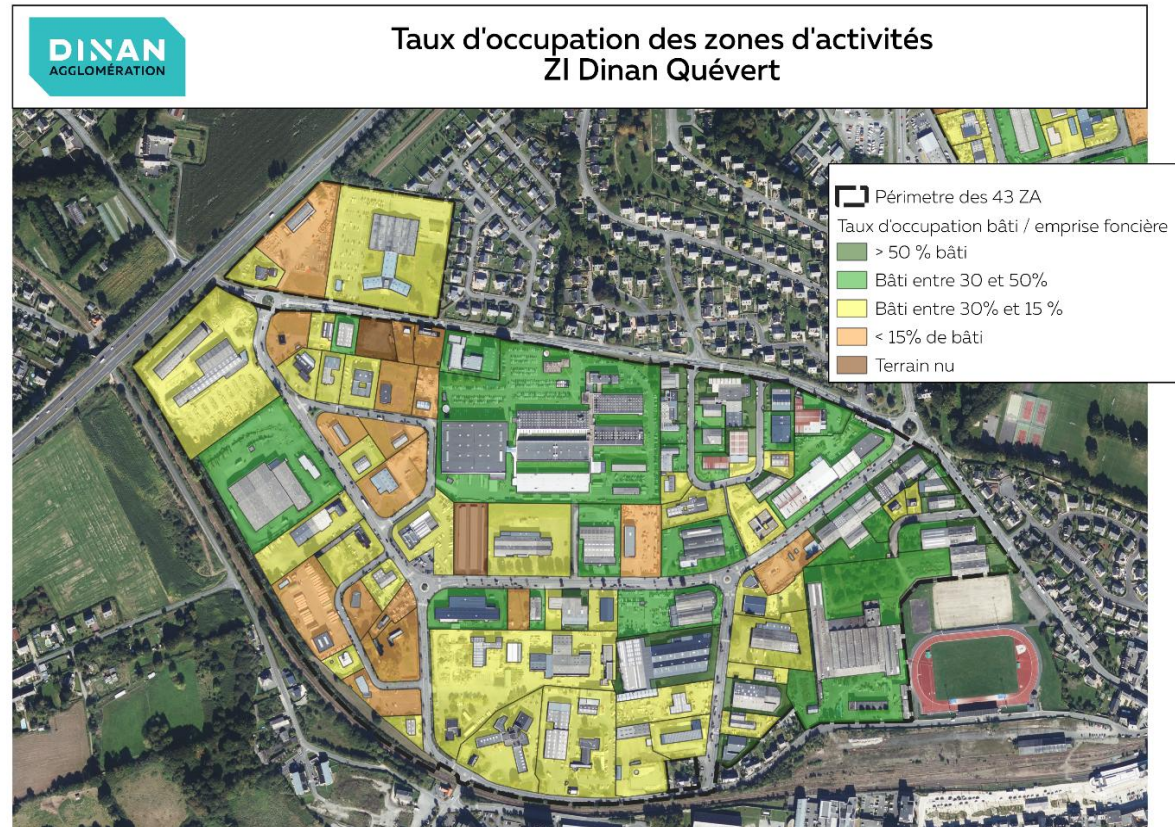 DINAN
AGGLOMÉRATION
Taux d'occupation des zones d'activités
ZI Dinan Quévert
Périmetre des 43 ZA
Taux d'occupation bâti / emprise foncière
> 50 % bâti
Bâti entre 30 et 50%
Bâti entre 30% et 15 %
< 15% de bâti
Terrain nu